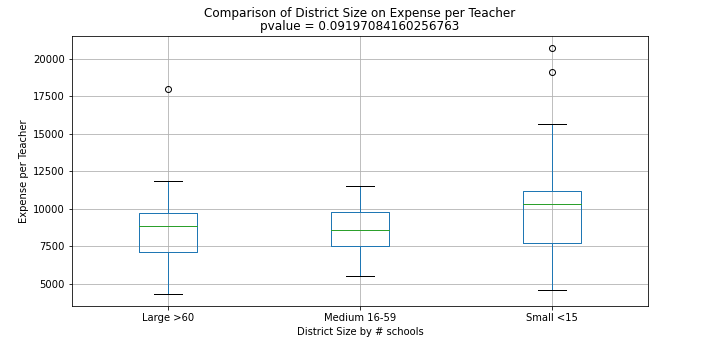 Comparison of District Size on Expense per Teacher
pvalue = 0.09197084160256763
20000
17500
15000
12500
10000
7500
5000
Expense per Teacher
Large >60
Medium 16-59
Small <15
District Size by # schools